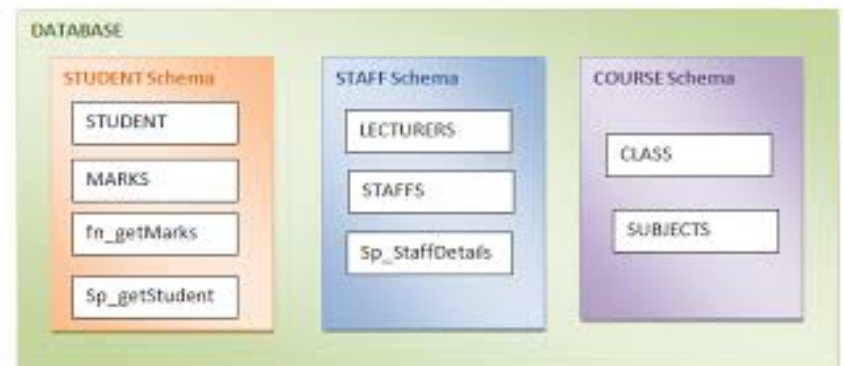 DATABASE
STUDENT Schema
STUDENT
MARKS
fn_getMarks
Sp_getStudent
STAFF Schema
LECTURERS
STAFFS
Sp_StaffDetails
COURSE Schema
CLASS
SUBJECTS